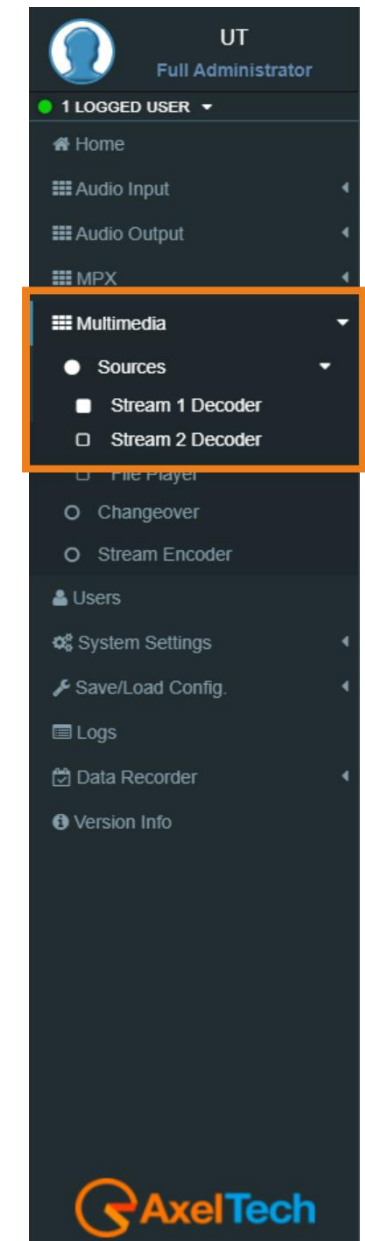 UT
Full Administrator
1 LOGGED USER
Home
Audio Input
Audio Output
MPX
Multimedia
Sources
Stream 1 Decoder
Stream 2 Decoder
File Player
Changeover
Stream Encoder
Users
System Settings
Save/Load Config.
Logs
Data Recorder
Version Info
AxelTech